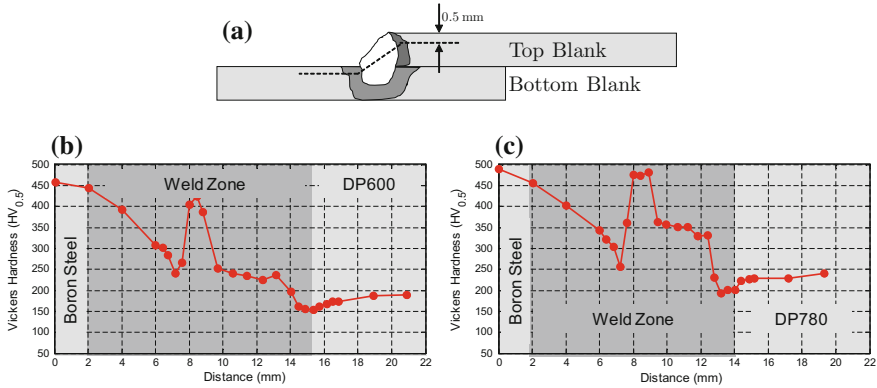 (a)
0.5 mm
Top Blank
Bottom Blank
(b)
500
450
400
350
300
250
200
150
100
50
Vickers Hardness (HV0.5)
Boron Steel
Weld Zone
DP600
0 2 4 6 8 10 12 14 16 18 20 22
Distance (mm)
(c)
500
450
400
350
300
250
200
150
100
50
Vickers Hardness (HV0.5)
Boron Steel
Weld Zone
DP780
0 2 4 6 8 10 12 14 16 18 20 22
Distance (mm)